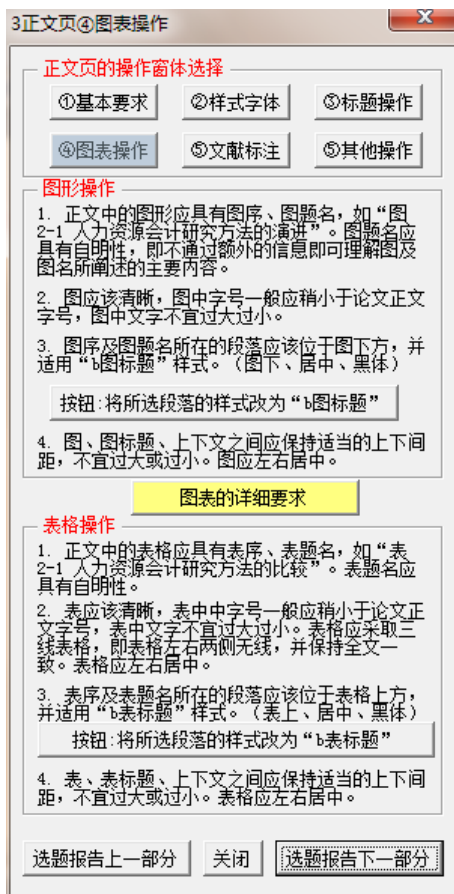 3正文页④图表操作
正文页的操作窗体选择
①基本要求 ②样式字体 ③标题操作
④图表操作 ⑤文献标注 ⑤其他操作
图形操作
1. 正文中的图形应具有图序、图题名，如“图
2-1 人力资源会计研究方法的演进”。图题名应
具有自明性，即不通过额外的信息即可理解图及
图名所阐述的主要内容。
2. 图应该清晰，图中字号一般应稍小于论文正文
字号，图中文字不宜过大过小。
3. 图序及图题名所在的段落应该位于图下方，并
适用“b图标题”样式。（图下、居中、黑体）
按钮:将所选段落的样式改为“b图标题”
4. 图、图标题、上下文之间应保持适当的上下间
距，不宜过大或过小。图应左右居中。
图表的详细要求
表格操作
1. 正文中的表格应具有表序、表题名，如“表
2-1 人力资源会计研究方法的比较”。表题名应
具有自明性。
2. 表应该清晰，表中中字号一般应稍小于论文正
文字号，表中文字不宜过大过小。表格应采取三
线表格，即表格左右两侧无线，并保持全文一
致。表格应左右居中。
3. 表序及表题名所在的段落应该位于表格上方，
并适用“b表标题”样式。（表上、居中、黑体）
按钮:将所选段落的样式改为“b表标题”
4. 表、表标题、上下文之间应保持适当的上下间
距，不宜过大或过小。表格应左右居中。
选题报告上一部分 关闭 选题报告下一部分